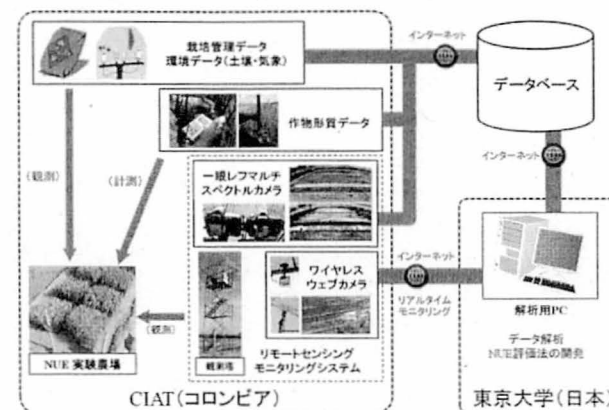 栽培管理データ
環境データ(土壌・気象)
インターネット
データベース
作物形質データ
(観測)
(計測)
一眼レフマルチ
スペクトルカメラ
インターネット
ワイヤレス
ウェブカメラ
インターネット
リアルタイム
モニタリング
解析用PC
NUE 実験農場
(観測)
観測塔
リモートセンシング
モニタリングシステム
データ解析
NUE評価法の開発
CIAT(コロンビア)
東京大学(日本)